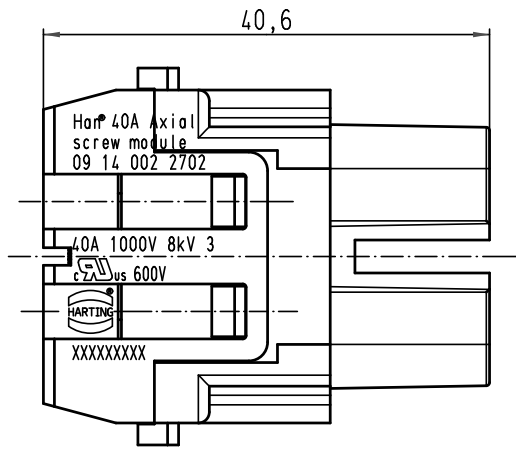 40,6
Han® 40A Axial
screw module
09 14 002 2702
40A 1000V 8kV 3
c RU us 600V
HARTING®
XXXXXXXXX